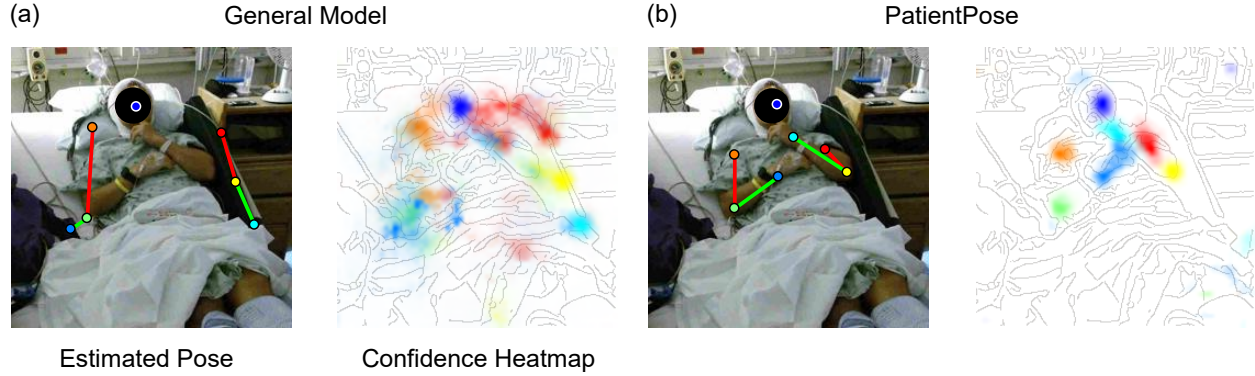 (a)
General Model
(b)
PatientPose
Estimated Pose
Confidence Heatmap